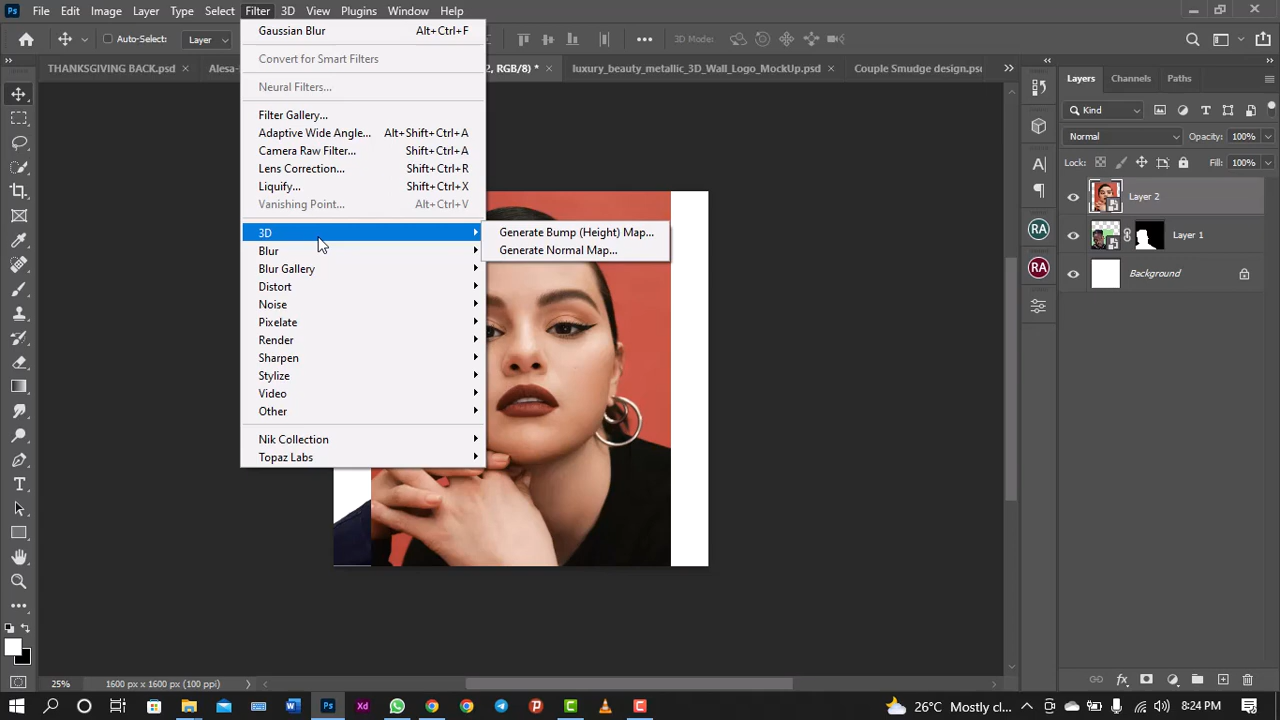 Ps File Edit Image Layer Type Select Filter 3D View Plugins Window Help
Auto-Select: Layer 3D Mode:
THANKSGIVING BACK.psd × Alesa- 2, RGB/8) * × luxury_beauty_metallic_3D_Wall_Logo_MockUp.psd × Couple Smudge design.ps
Gaussian Blur Alt+Ctrl+F
Convert for Smart Filters
Neural Filters...
Filter Gallery...
Adaptive Wide Angle... Alt+Shift+Ctrl+A
Camera Raw Filter... Shift+Ctrl+A
Lens Correction... Shift+Ctrl+R
Liquify... Shift+Ctrl+X
Vanishing Point... Alt+Ctrl+V
3D
Blur
Blur Gallery
Distort
Noise
Pixelate
Render
Sharpen
Stylize
Video
Other
Nik Collection
Topaz Labs
Generate Bump (Height) Map...
Generate Normal Map...
Layers Channels Paths
Kind
Normal Opacity: 100%
Lock: Fill: 100%
Layer 2
Layer 1
Background
RA
RA
25% 1600 px x 1600 px (100 ppi)
Ps Xd 26°C Mostly cl... 8:24 PM